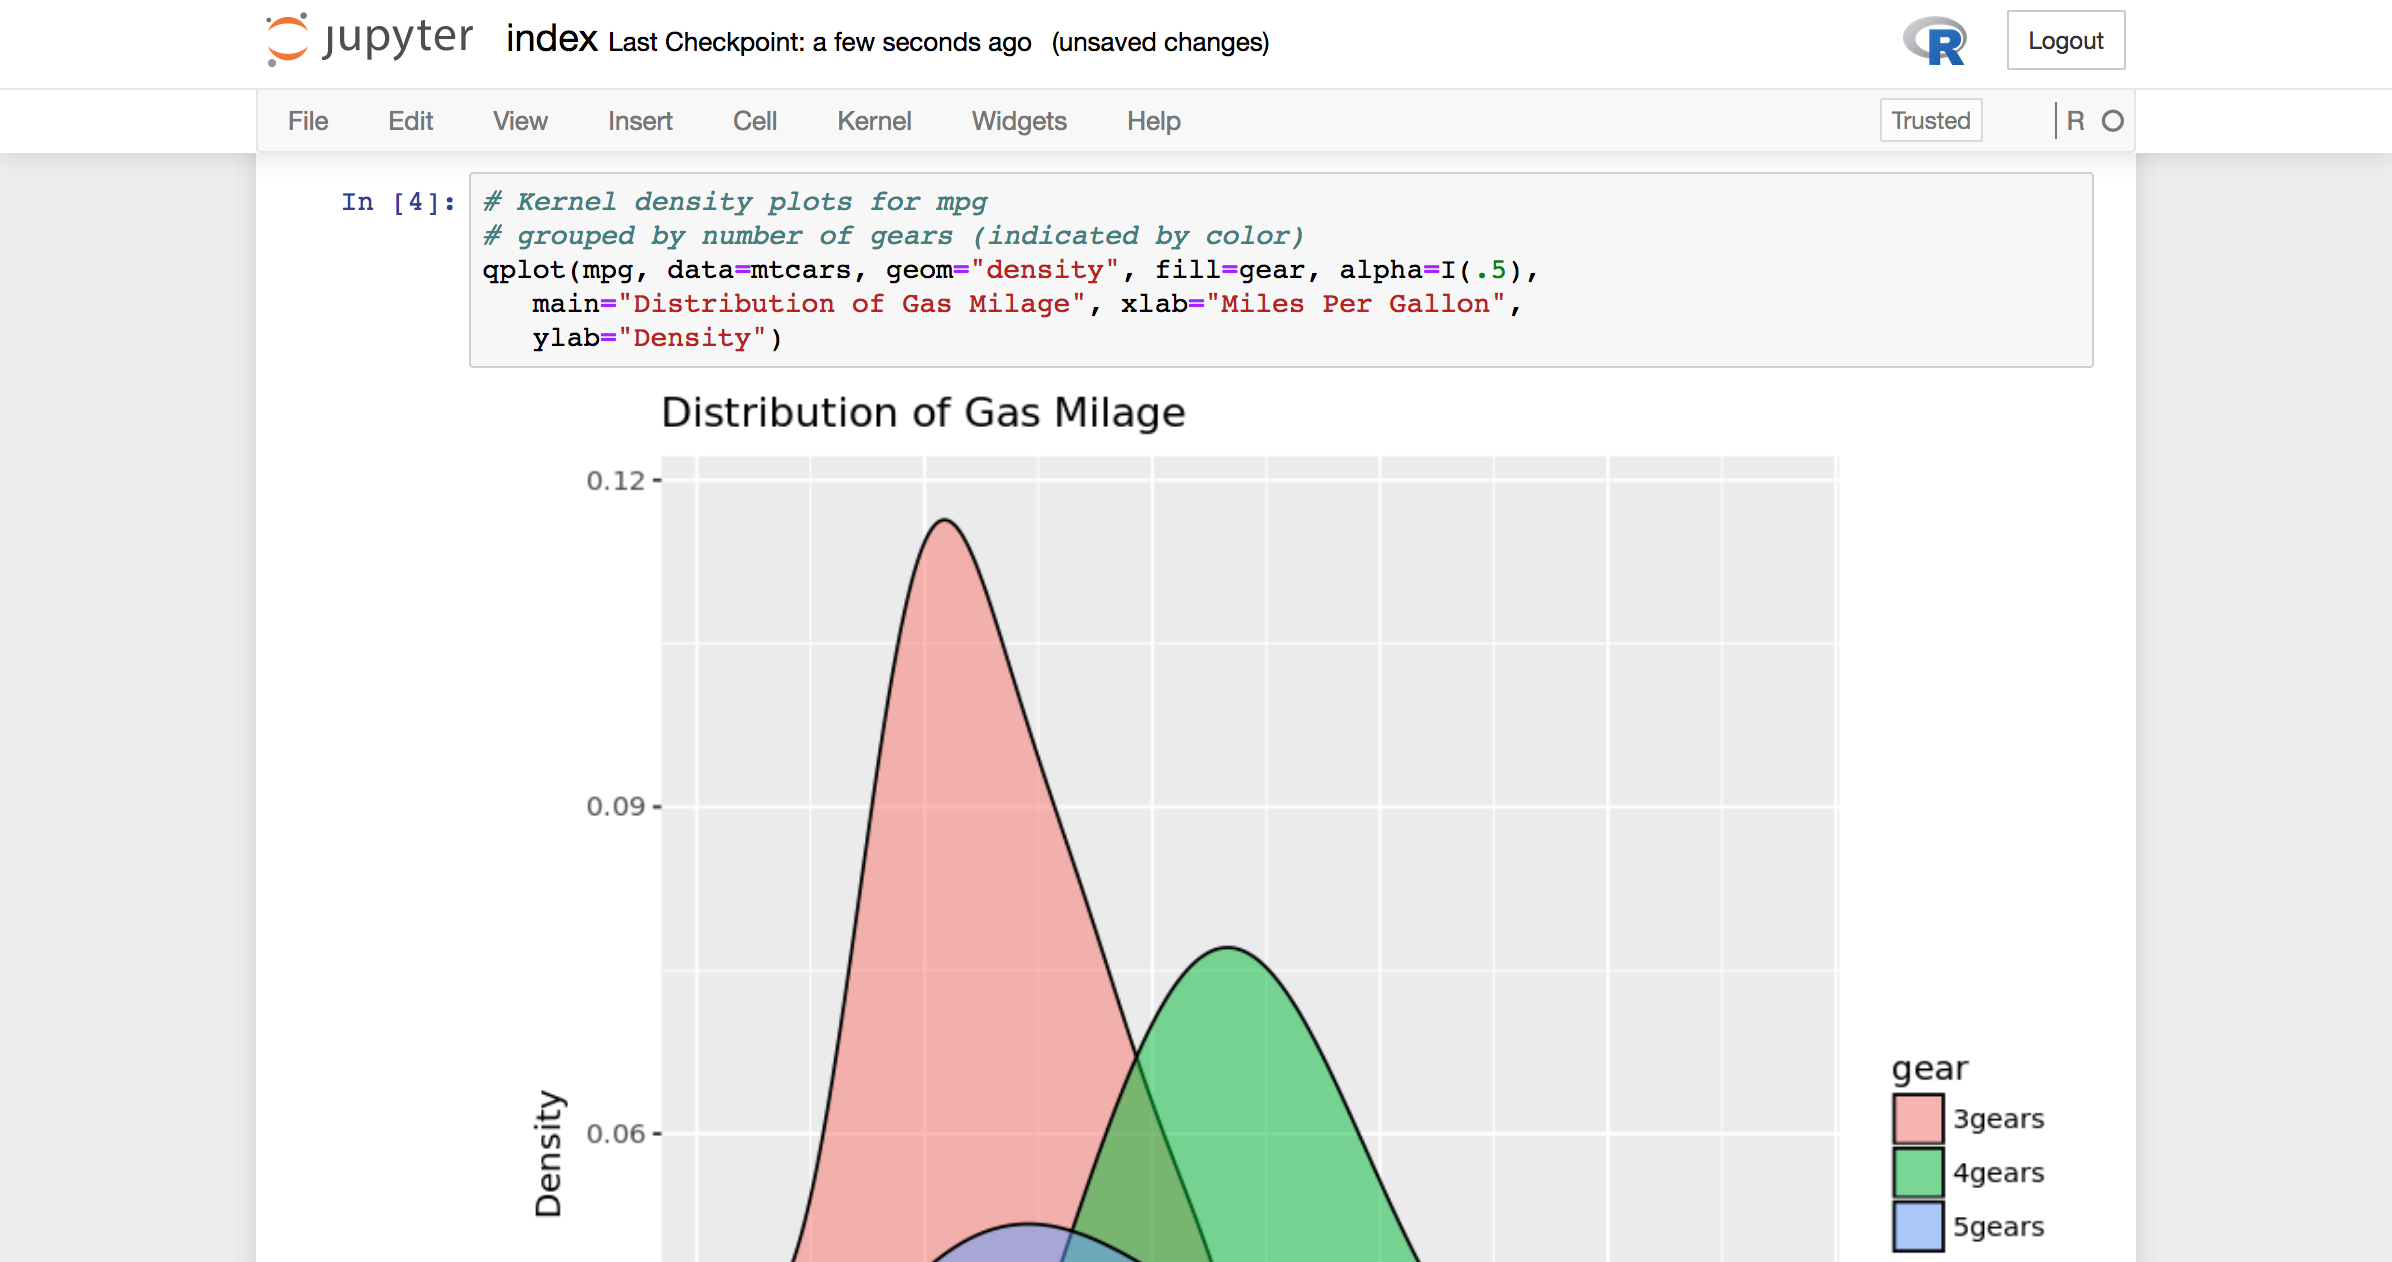 jupyter index Last Checkpoint: a few seconds ago (unsaved changes) R Logout
File Edit View Insert Cell Kernel Widgets Help Trusted R
In [4]: # Kernel density plots for mpg
# grouped by number of gears (indicated by color)
qplot(mpg, data=mtcars, geom="density", fill=gear, alpha=I(.5),
main="Distribution of Gas Milage", xlab="Miles Per Gallon",
ylab="Density")
Distribution of Gas Milage
0.12
0.09
0.06
Density
gear
3gears
4gears
5gears